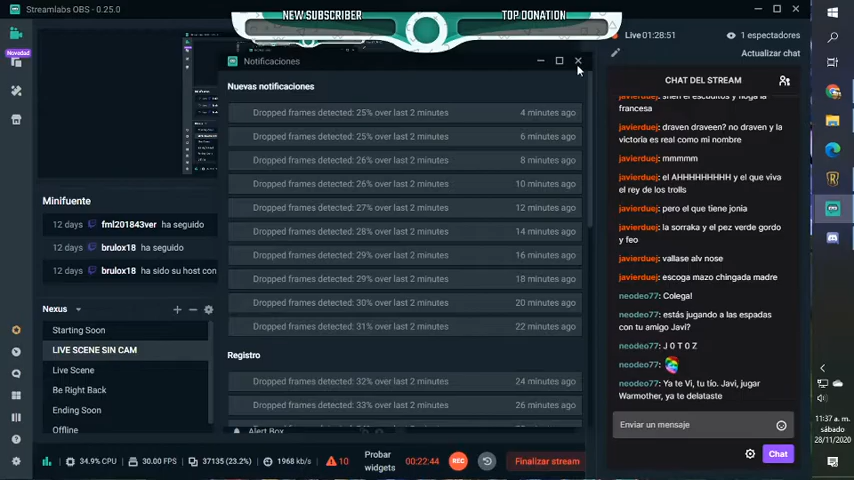 Streamlabs OBS - 0.25.0
NEW SUBSCRIBER
TOP DONATION
Live 01:28:51
1 espectadores
Actualizar chat
Novedad
Notificaciones
Nuevas notificaciones
Dropped frames detected: 25% over last 2 minutes 4 minutes ago
Dropped frames detected: 25% over last 2 minutes 6 minutes ago
Dropped frames detected: 26% over last 2 minutes 8 minutes ago
Dropped frames detected: 26% over last 2 minutes 10 minutes ago
Dropped frames detected: 27% over last 2 minutes 12 minutes ago
Dropped frames detected: 28% over last 2 minutes 14 minutes ago
Dropped frames detected: 29% over last 2 minutes 16 minutes ago
Dropped frames detected: 29% over last 2 minutes 18 minutes ago
Dropped frames detected: 30% over last 2 minutes 20 minutes ago
Dropped frames detected: 31% over last 2 minutes 22 minutes ago
Registro
Dropped frames detected: 32% over last 2 minutes 24 minutes ago
Dropped frames detected: 33% over last 2 minutes 26 minutes ago
Alert Box
Minifuente
12 days fml201843ver ha seguido
12 days brulox18 ha seguido
12 days brulox18 ha sido su host con
Nexus
Starting Soon
LIVE SCENE SIN CAM
Live Scene
Be Right Back
Ending Soon
Offline
34.9% CPU
30.00 FPS
37135 (23.2%)
1968 kb/s
10
Probar
widgets
00:22:44
REC
Finalizar stream
CHAT DEL STREAM
francesa
javierduej: draven draveen? no draven y la
victoria es real como mi nombre
javierduej: mmmmm
javierduej: el AHHHHHHHHH y el que viva
el rey de los trolls
javierduej: pero el que tiene jonia
javierduej: la sorraka y el pez verde gordo
y feo
javierduej: vallase alv nose
javierduej: escoga mazo chingada madre
neodeo77: Colega!
neodeo77: estás jugando a las espadas
con tu amigo Javi?
neodeo77: J 0 T 0 Z
neodeo77:
neodeo77: Ya te Vi, tu tío. Javi, jugar
Warmother, ya te delataste
Enviar un mensaje
Chat
11:37 a. m.
sábado
28/11/2020